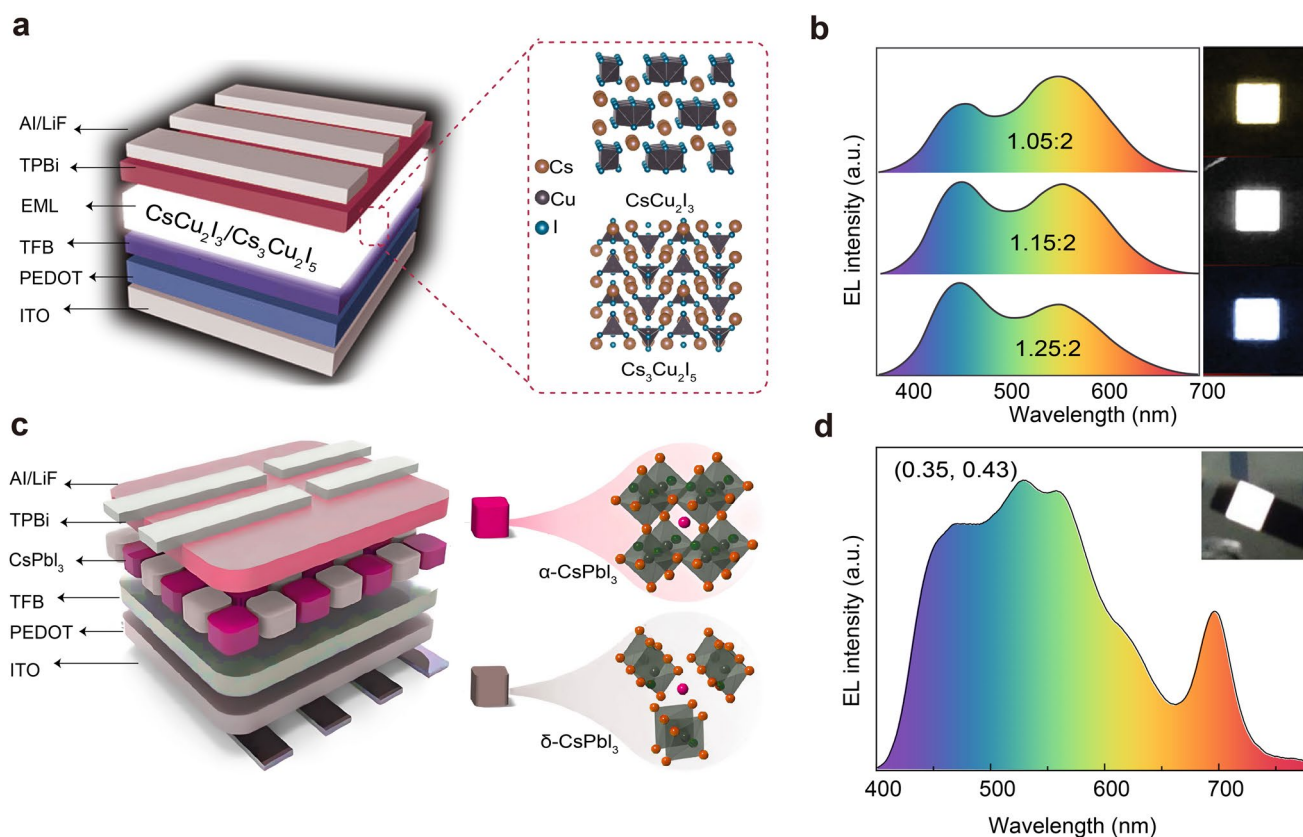 a
Al/LiF
TPBi
EML
TFB
PEDOT
ITO
CsCu₂I₃/Cs₃Cu₂I₅
Cs
Cu
I
CsCu₂I₃
Cs₃Cu₂I₅
b
EL intensity (a.u.)
1.05:2
1.15:2
1.25:2
400 500 600 700
Wavelength (nm)
c
Al/LiF
TPBi
CsPbI₃
TFB
PEDOT
ITO
α-CsPbI₃
δ-CsPbI₃
d
(0.35, 0.43)
EL intensity (a.u.)
400 500 600 700
Wavelength (nm)